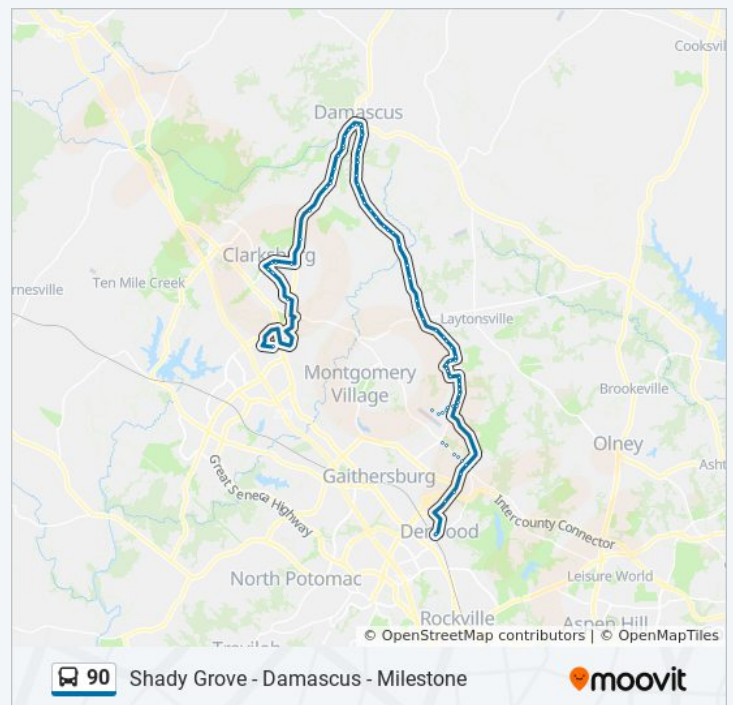 Cooksvil
Damascus
Clarksburg
Ten Mile Creek
rnesville
Laytonsville
Montgomery
Village
Brookeville
Olney
Asht
Gaithersburg
Great Seneca Highway
Intercounty Connector
Derwood
North Potomac
Leisure World
Rockville
Aspen Hill
© OpenStreetMap contributors | © OpenMapTiles
90 Shady Grove - Damascus - Milestone
moovit